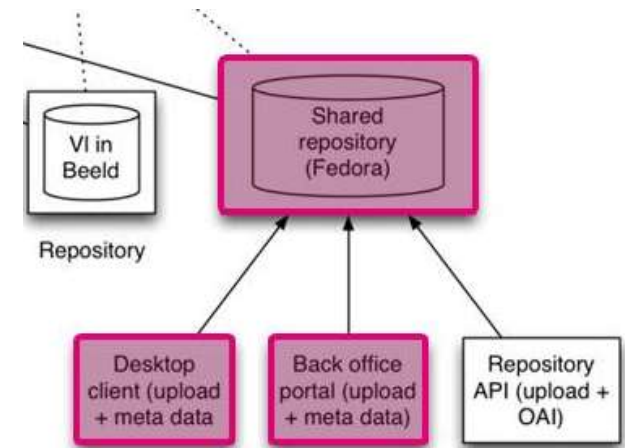 Shared
repository
(Fedora)
VI in
Beeld
Repository
Desktop
client (upload
+ meta data
Back office
portal (upload
+ meta data)
Repository
API (upload +
OAI)